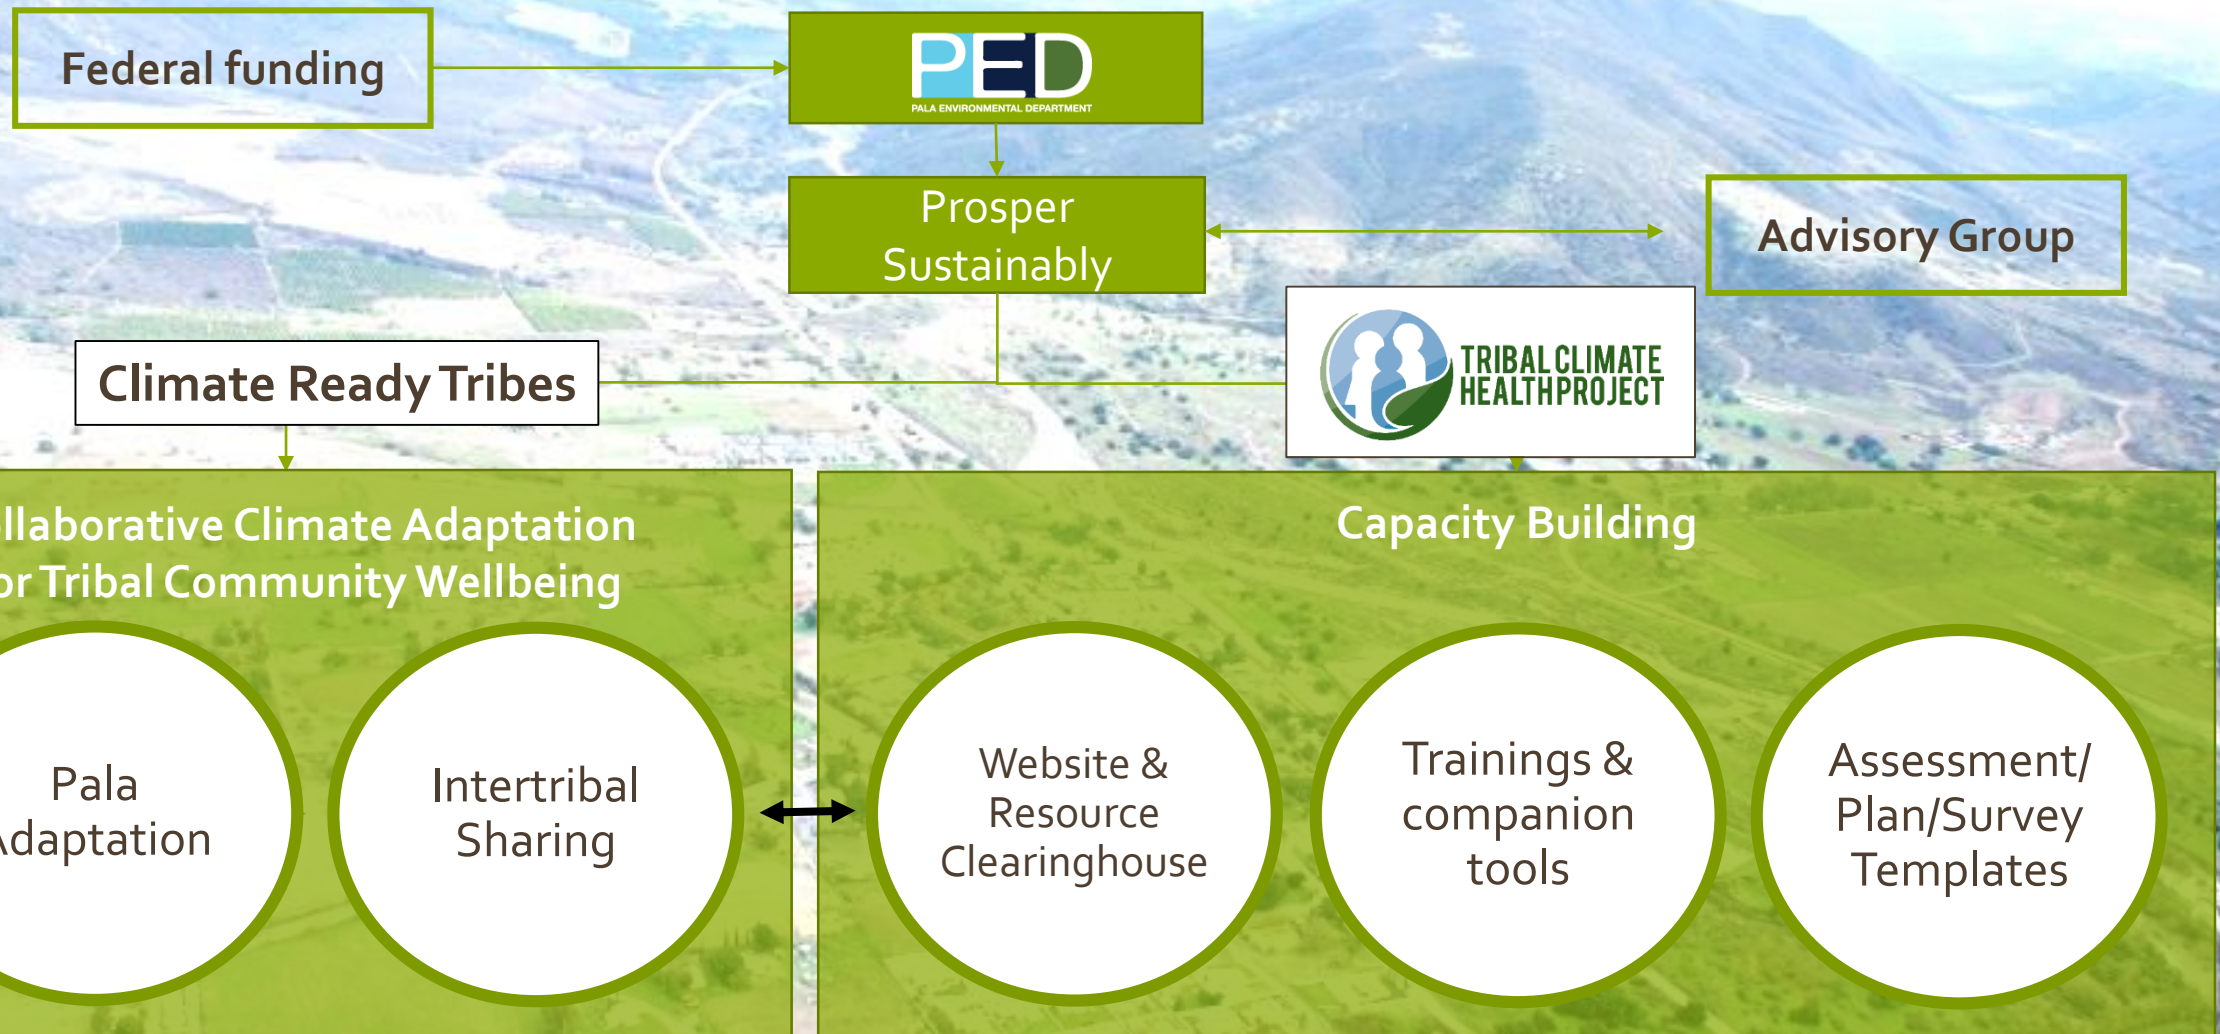 Federal funding
PED
PALA ENVIRONMENTAL DEPARTMENT
Prosper
Sustainably
Advisory Group
Climate Ready Tribes
TRIBAL CLIMATE
HEALTH PROJECT
ollaborative Climate Adaptation
or Tribal Community Wellbeing
Pala
Adaptation
Intertribal
Sharing
Capacity Building
Website &
Resource
Clearinghouse
Trainings &
companion
tools
Assessment/
Plan/Survey
Templates